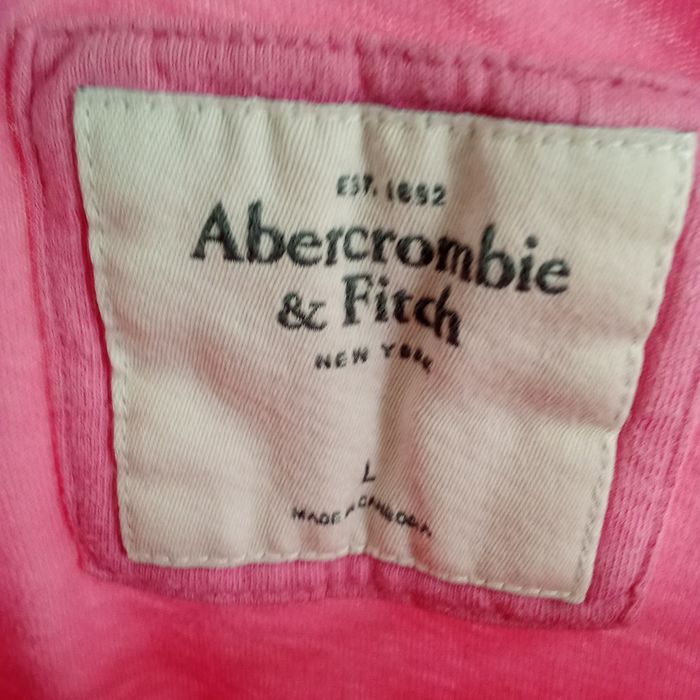 EST. 1892
Abercrombie
& Fitch
NEW YORK
L
MADE IN CAMBODIA